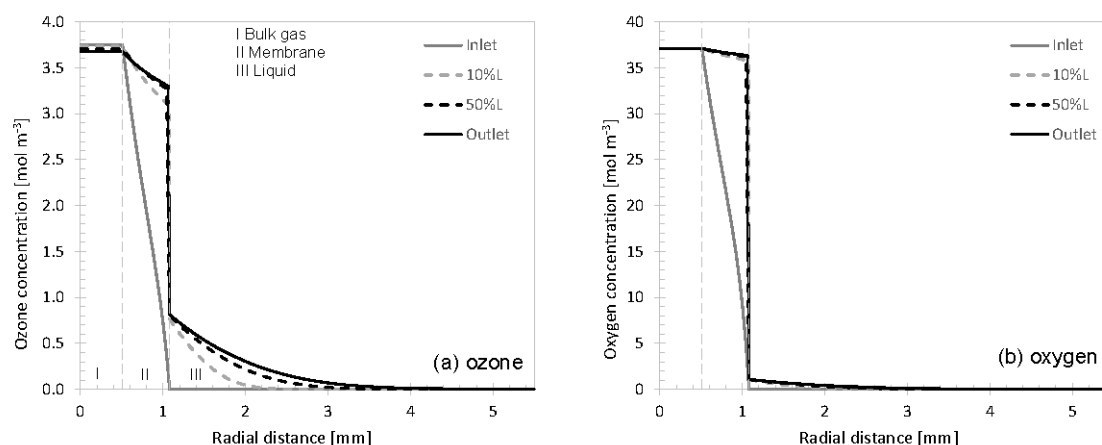 4.0
3.5
3.0
2.5
2.0
1.5
1.0
0.5
0.0
Ozone concentration [mol m⁻³]
I Bulk gas
II Membrane
III Liquid
Inlet
10%L
50%L
Outlet
I II III
(a) ozone
0 1 2 3 4 5
Radial distance [mm]
40
35
30
25
20
15
10
5
0
Oxygen concentration [mol m⁻³]
Inlet
10%L
50%L
Outlet
(b) oxygen
0 1 2 3 4 5
Radial distance [mm]